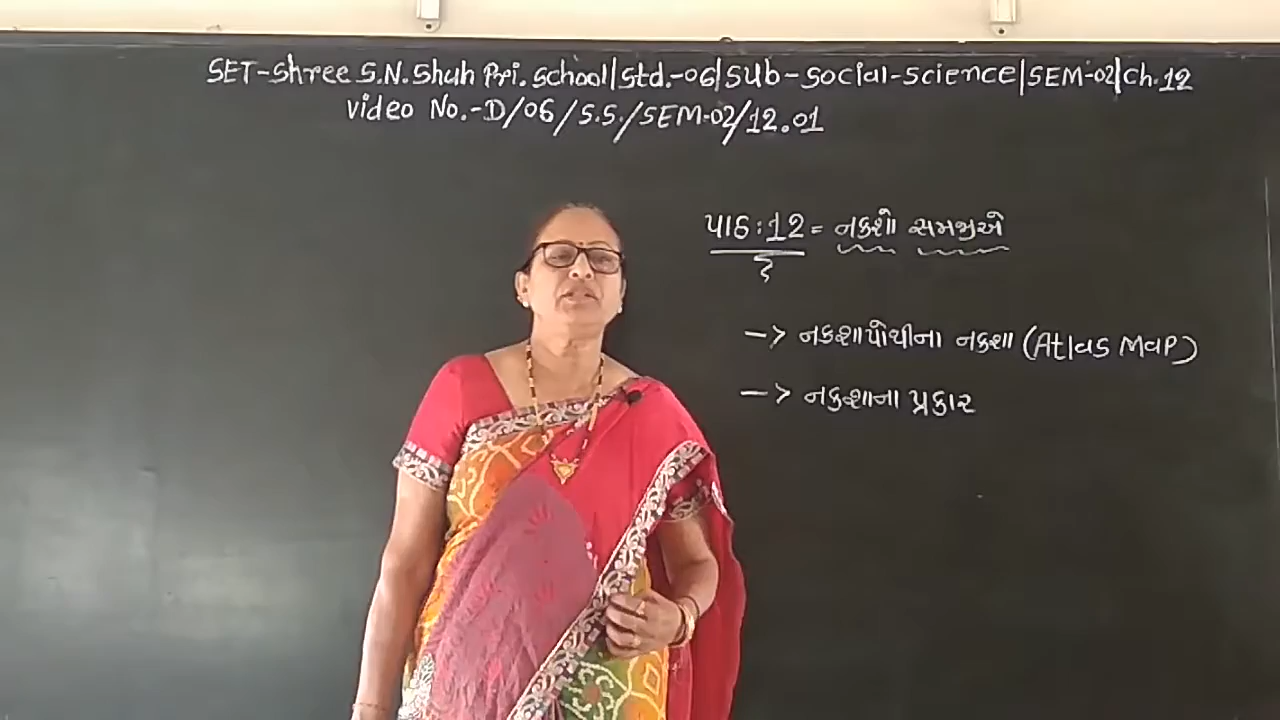 SET-Shree S.N.Shah Pri. School|Std.-06|Sub-Social-Science|SEM-02|Ch.12
Video No.-D/06/S.S./SEM-02/12.01
પાઠ:12 = નકશો સમજીએ
-> નકશાપોથીના નકશા (Atlas Map)
-> નકશાના પ્રકાર